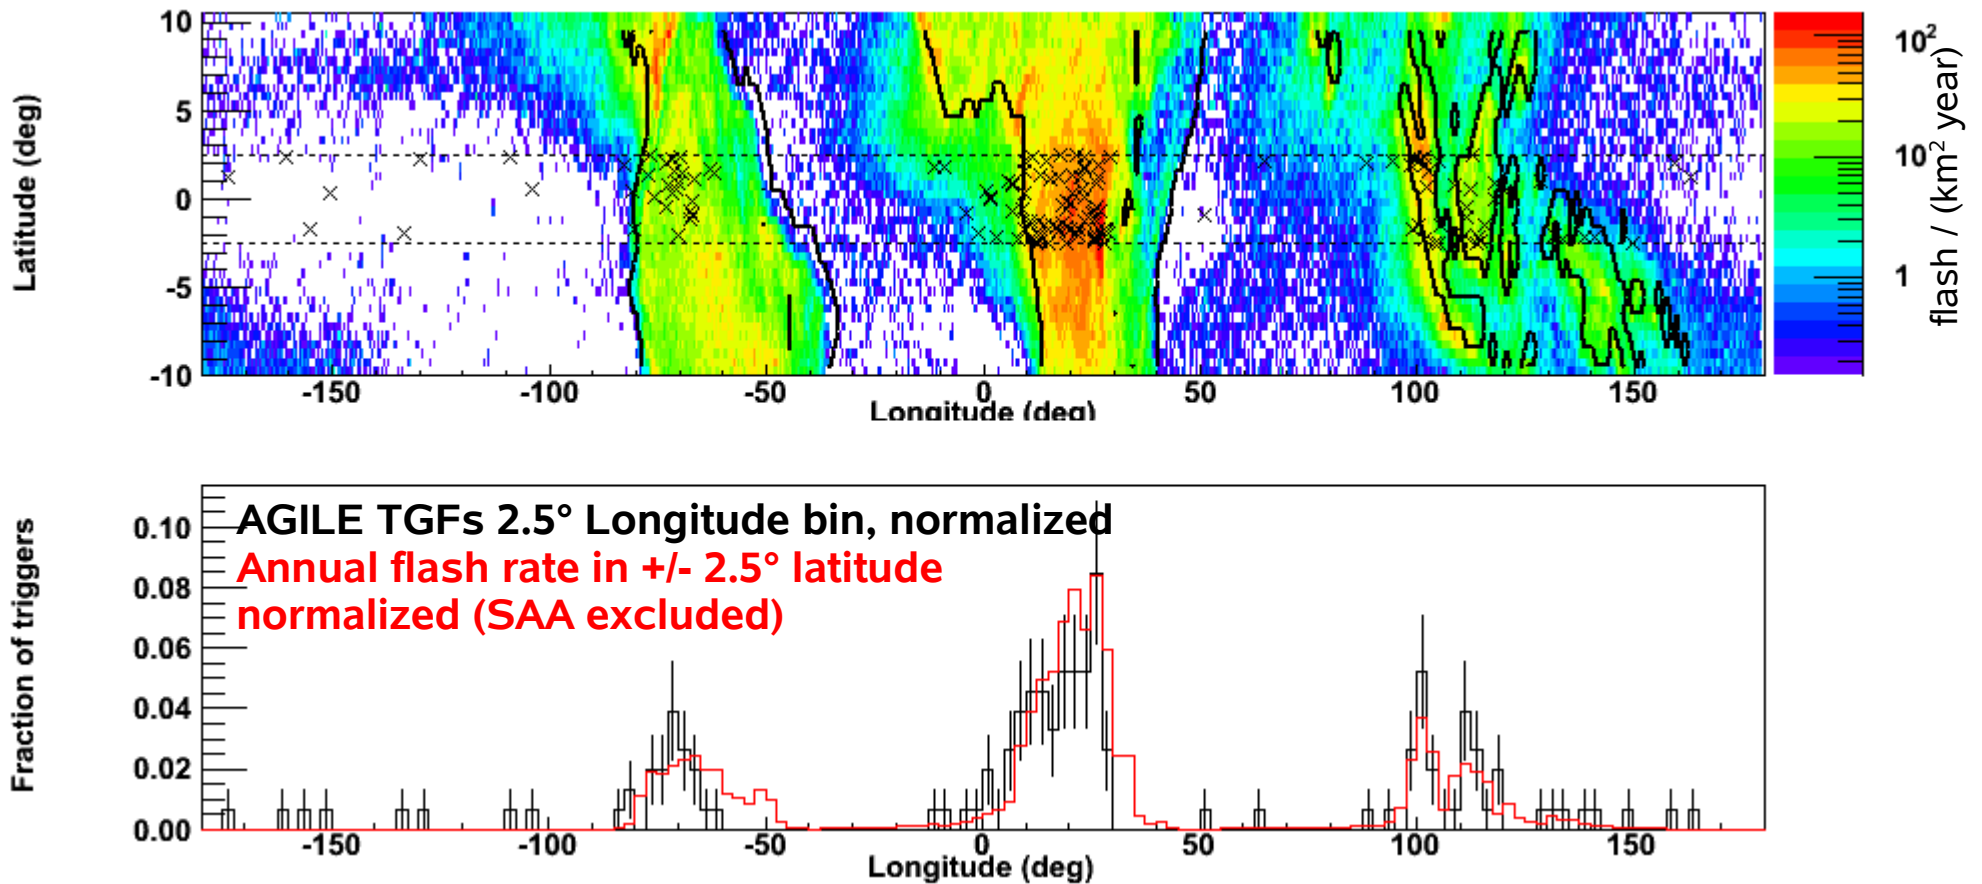 10
5
0
-5
-10
Latitude (deg)
-150 -100 -50 0 50 100 150
Longitude (deg)
10²
10
1
flash / (km² year)
AGILE TGFs 2.5° Longitude bin, normalized
Annual flash rate in +/- 2.5° latitude
normalized (SAA excluded)
0.10
0.08
0.06
0.04
0.02
0.00
Fraction of triggers
-150 -100 -50 0 50 100 150
Longitude (deg)